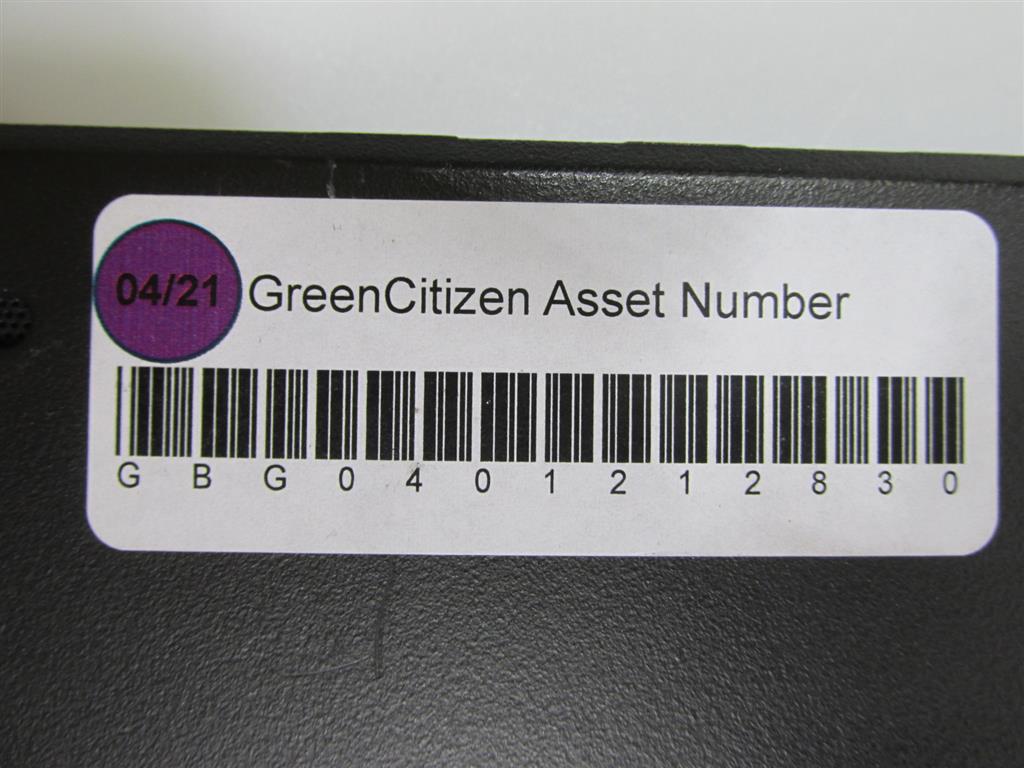 04/21 GreenCitizen Asset Number
G B G 0 4 0 1 2 1 2 8 3 0